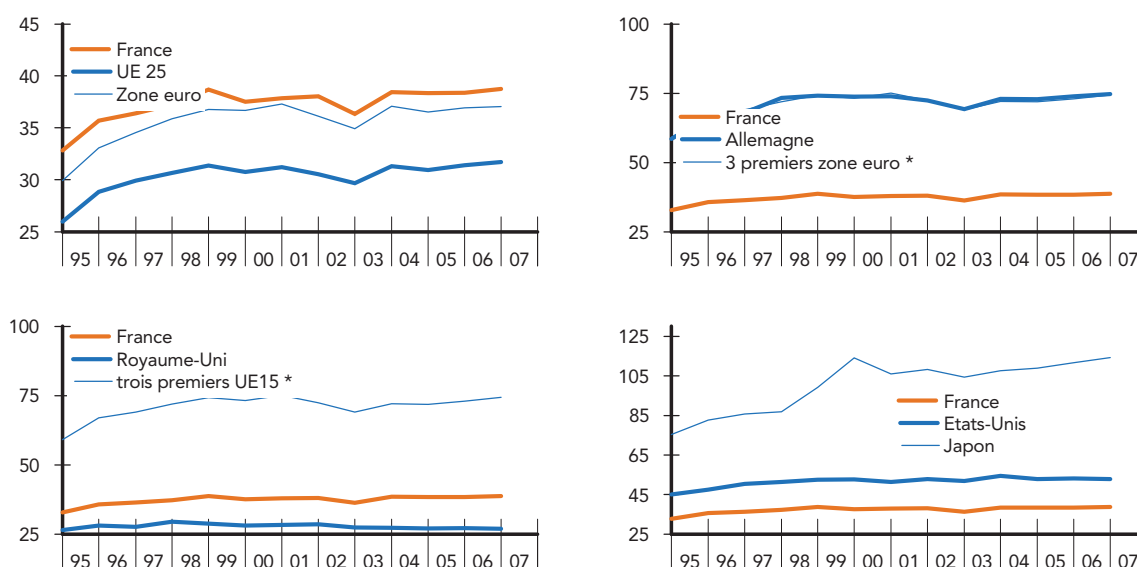 45
40
35
30
25
France
UE 25
Zone euro
95 96 97 98 99 00 01 02 03 04 05 06 07
100
75
50
25
France
Allemagne
3 premiers zone euro *
95 96 97 98 99 00 01 02 03 04 05 06 07
100
75
50
25
France
Royaume-Uni
trois premiers UE15 *
95 96 97 98 99 00 01 02 03 04 05 06 07
125
105
85
65
45
25
France
Etats-Unis
Japon
95 96 97 98 99 00 01 02 03 04 05 06 07